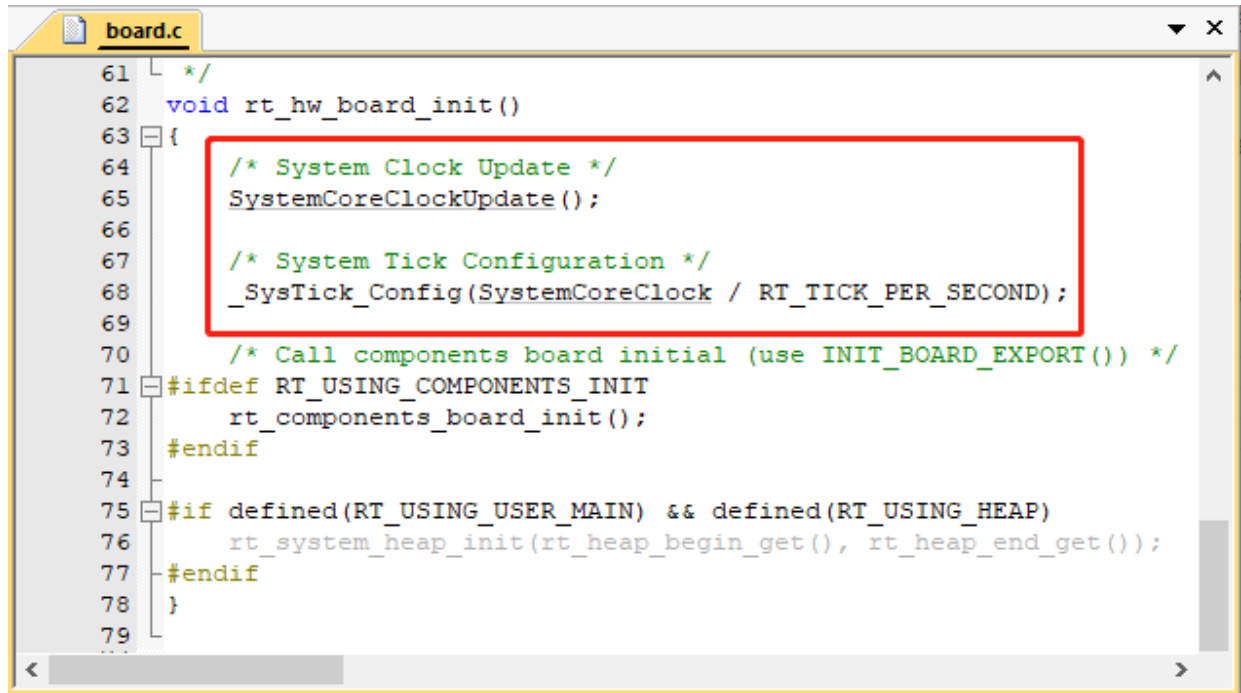 board.c
61 */
62 void rt_hw_board_init()
63 {
64 /* System Clock Update */
65 SystemCoreClockUpdate();
66
67 /* System Tick Configuration */
68 _SysTick_Config(SystemCoreClock / RT_TICK_PER_SECOND);
69
70 /* Call components board initial (use INIT_BOARD_EXPORT()) */
71 #ifdef RT_USING_COMPONENTS_INIT
72 rt_components_board_init();
73 #endif
74
75 #if defined(RT_USING_USER_MAIN) && defined(RT_USING_HEAP)
76 rt_system_heap_init(rt_heap_begin_get(), rt_heap_end_get());
77 #endif
78 }
79